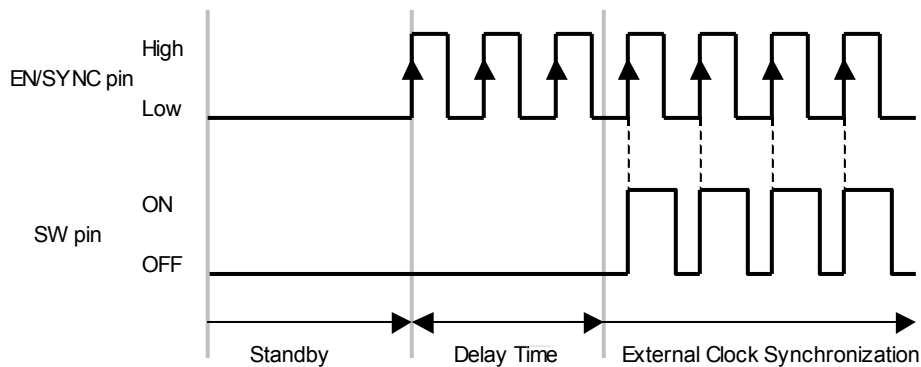 High
EN/SYNC pin
Low
ON
SW pin
OFF
Standby
Delay Time
External Clock Synchronization